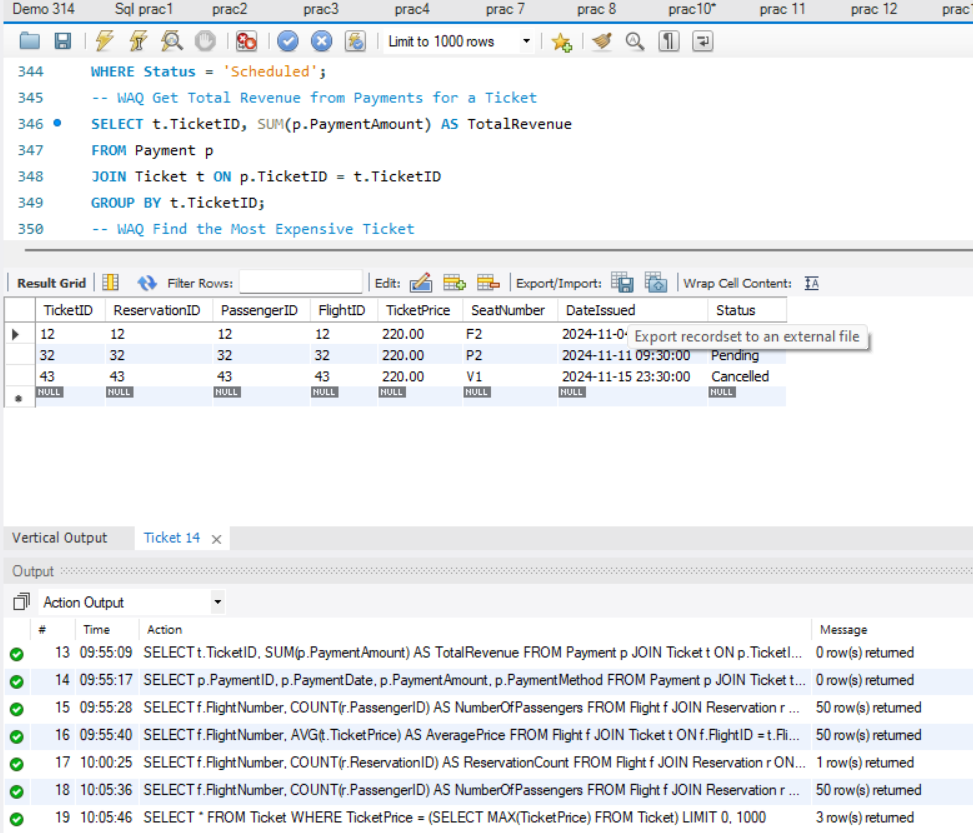 Demo 314 Sql prac1 prac2 prac3 prac4 prac 7 prac 8 prac10* prac 11 prac 12
Limit to 1000 rows
344 WHERE Status = 'Scheduled';
345 -- WAQ Get Total Revenue from Payments for a Ticket
346 SELECT t.TicketID, SUM(p.PaymentAmount) AS TotalRevenue
347 FROM Payment p
348 JOIN Ticket t ON p.TicketID = t.TicketID
349 GROUP BY t.TicketID;
350 -- WAQ Find the Most Expensive Ticket
Result Grid Filter Rows: Edit: Export/Import: Wrap Cell Content: IA
TicketID ReservationID PassengerID FlightID TicketPrice SeatNumber DateIssued Status
12 12 12 12 220.00 F2 2024-11-0 Export recordset to an external file
32 32 32 32 220.00 P2 2024-11-11 09:30:00 Pending
43 43 43 43 220.00 V1 2024-11-15 23:30:00 Cancelled
NULL NULL NULL NULL NULL NULL NULL NULL
Vertical Output Ticket 14
Output
Action Output
# Time Action Message
13 09:55:09 SELECT t.TicketID, SUM(p.PaymentAmount) AS TotalRevenue FROM Payment p JOIN Ticket t ON p.TicketI... 0 row(s) returned
14 09:55:17 SELECT p.PaymentID, p.PaymentDate, p.PaymentAmount, p.PaymentMethod FROM Payment p JOIN Ticket t... 0 row(s) returned
15 09:55:28 SELECT f.FlightNumber, COUNT(r.PassengerID) AS NumberOfPassengers FROM Flight f JOIN Reservation r ... 50 row(s) returned
16 09:55:40 SELECT f.FlightNumber, AVG(t.TicketPrice) AS AveragePrice FROM Flight f JOIN Ticket t ON f.FlightID = t.Fli... 50 row(s) returned
17 10:00:25 SELECT f.FlightNumber, COUNT(r.ReservationID) AS ReservationCount FROM Flight f JOIN Reservation r ON... 1 row(s) returned
18 10:05:36 SELECT f.FlightNumber, COUNT(r.PassengerID) AS NumberOfPassengers FROM Flight f JOIN Reservation r ... 50 row(s) returned
19 10:05:46 SELECT * FROM Ticket WHERE TicketPrice = (SELECT MAX(TicketPrice) FROM Ticket) LIMIT 0, 1000 3 row(s) returned